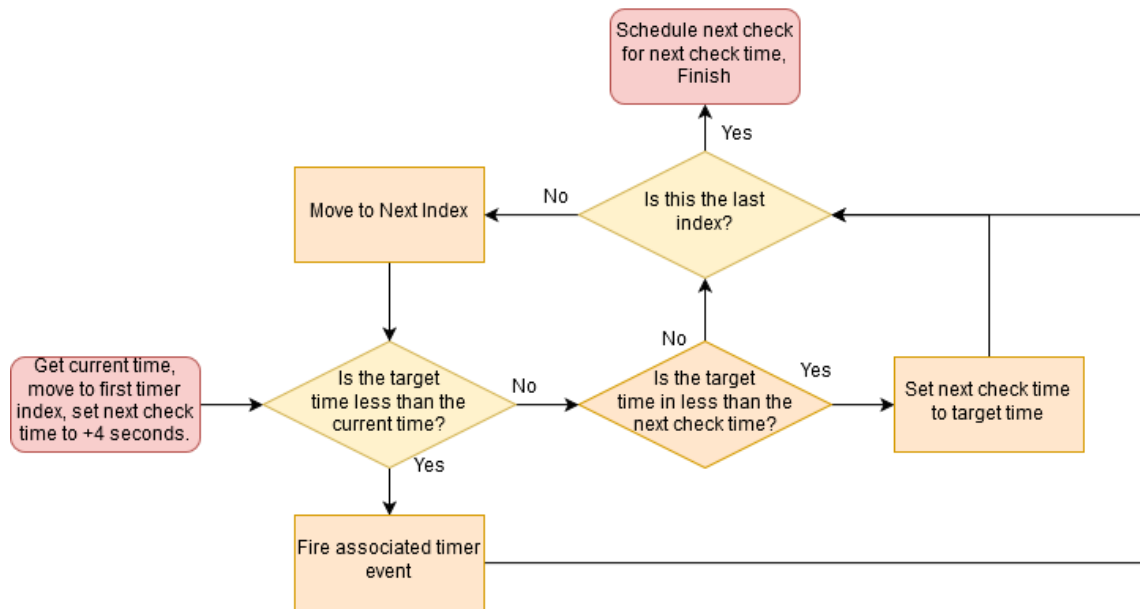 Schedule next check
for next check time,
Finish
Yes
Is this the last
index?
No
Move to Next Index
Get current time,
move to first timer
index, set next check
time to +4 seconds.
Is the target
time less than the
current time?
No
Is the target
time in less than the
next check time?
No
Yes
Set next check time
to target time
Yes
Fire associated timer
event